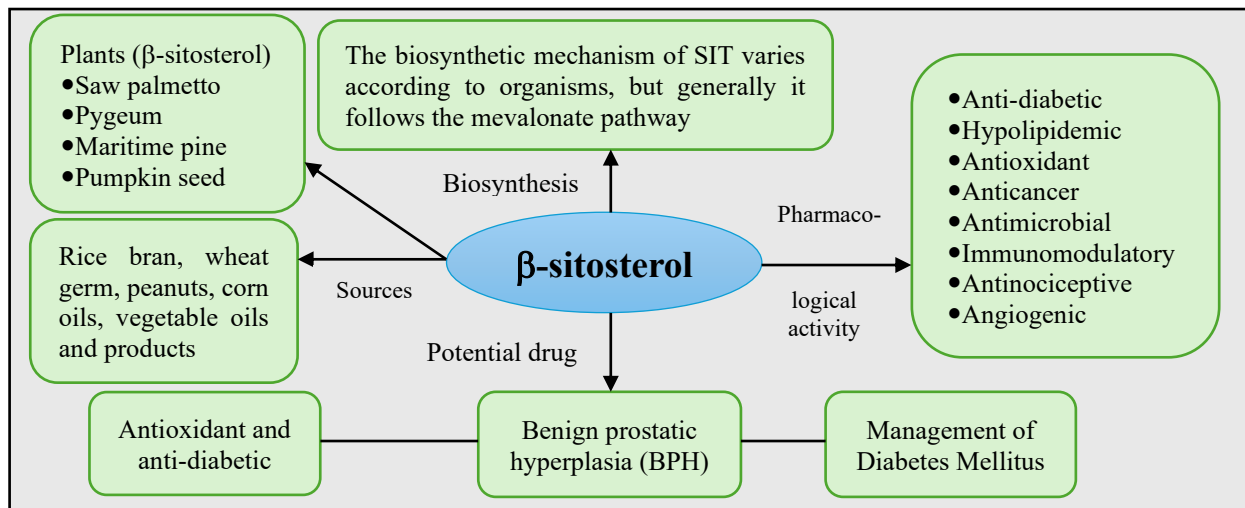 Plants (β-sitosterol)
•Saw palmetto
•Pygeum
•Maritime pine
•Pumpkin seed
The biosynthetic mechanism of SIT varies
according to organisms, but generally it
follows the mevalonate pathway
•Anti-diabetic
•Hypolipidemic
•Antioxidant
•Anticancer
•Antimicrobial
•Immunomodulatory
•Antinociceptive
•Angiogenic
Biosynthesis
Pharmaco-
logical
activity
β-sitosterol
Rice bran, wheat
germ, peanuts, corn
oils, vegetable oils
and products
Sources
Potential drug
Antioxidant and
anti-diabetic
Benign prostatic
hyperplasia (BPH)
Management of
Diabetes Mellitus